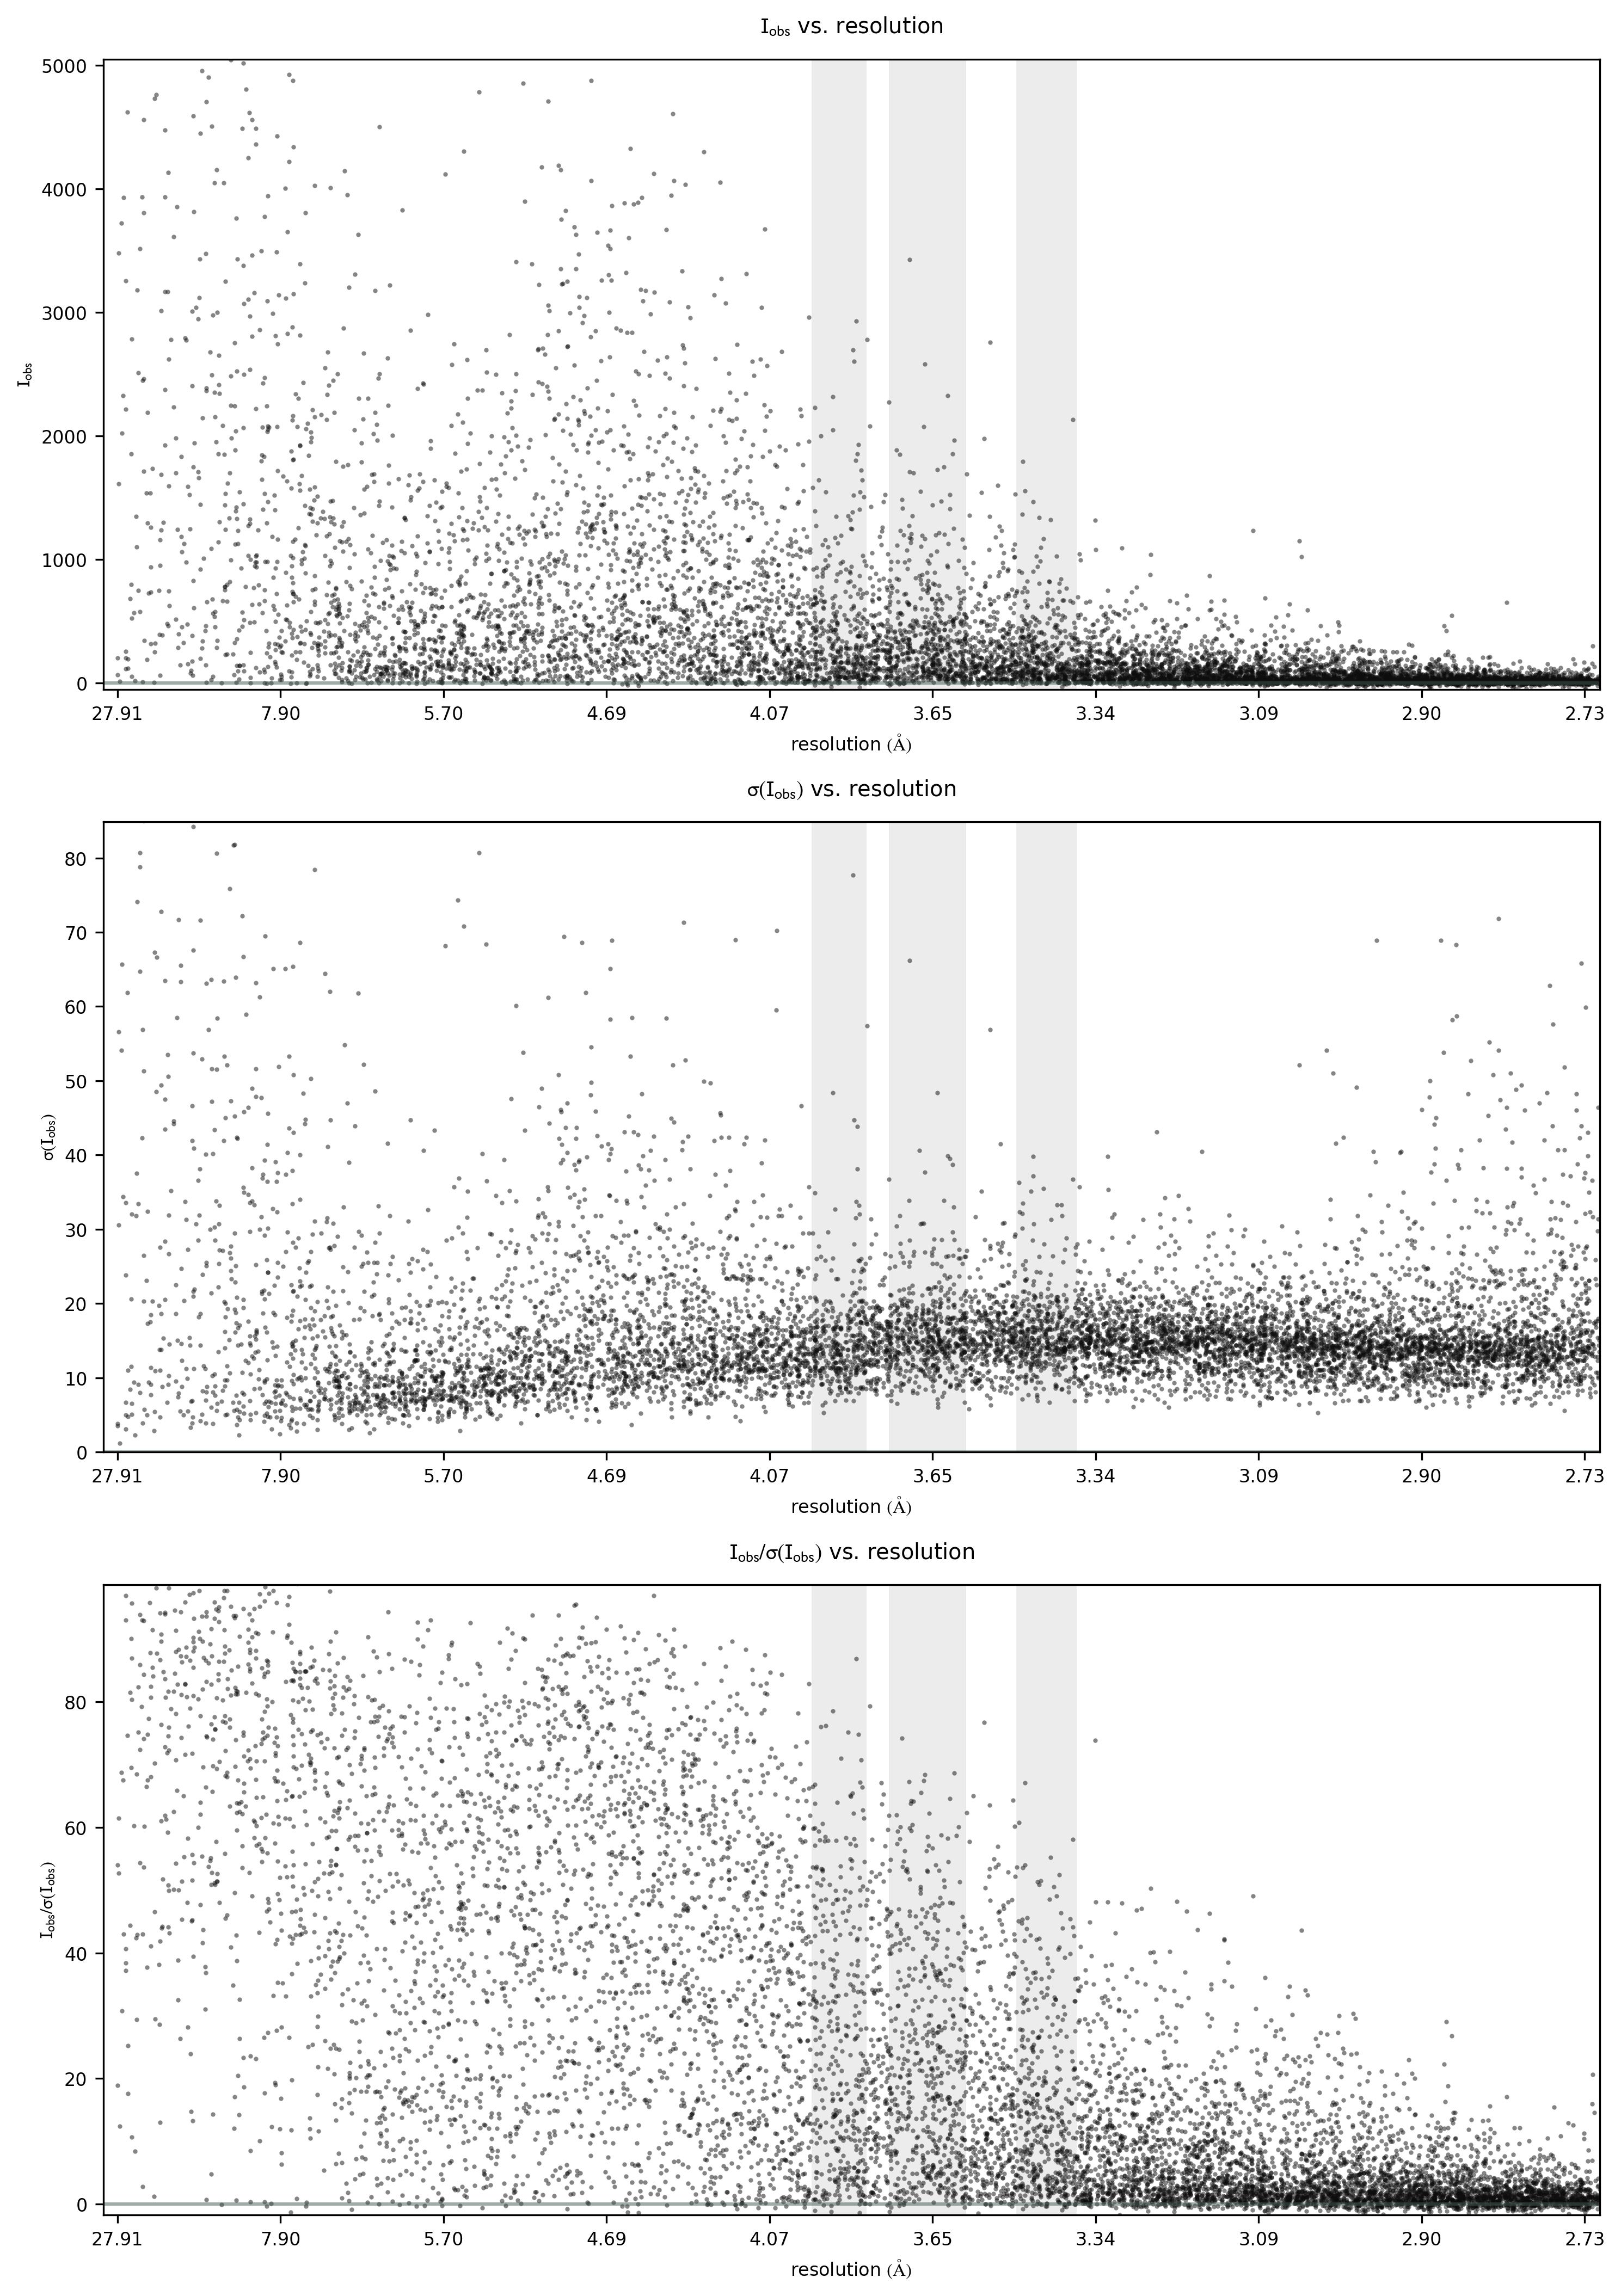 Iobs vs. resolution
5000
4000
3000
2000
1000
0
Iobs
27.91 7.90 5.70 4.69 4.07 3.65 3.34 3.09 2.90 2.73
resolution (Å)
σ(Iobs) vs. resolution
80
70
60
50
40
30
20
10
0
σ(Iobs)
27.91 7.90 5.70 4.69 4.07 3.65 3.34 3.09 2.90 2.73
resolution (Å)
Iobs/σ(Iobs) vs. resolution
80
60
40
20
0
Iobs/σ(Iobs)
27.91 7.90 5.70 4.69 4.07 3.65 3.34 3.09 2.90 2.73
resolution (Å)